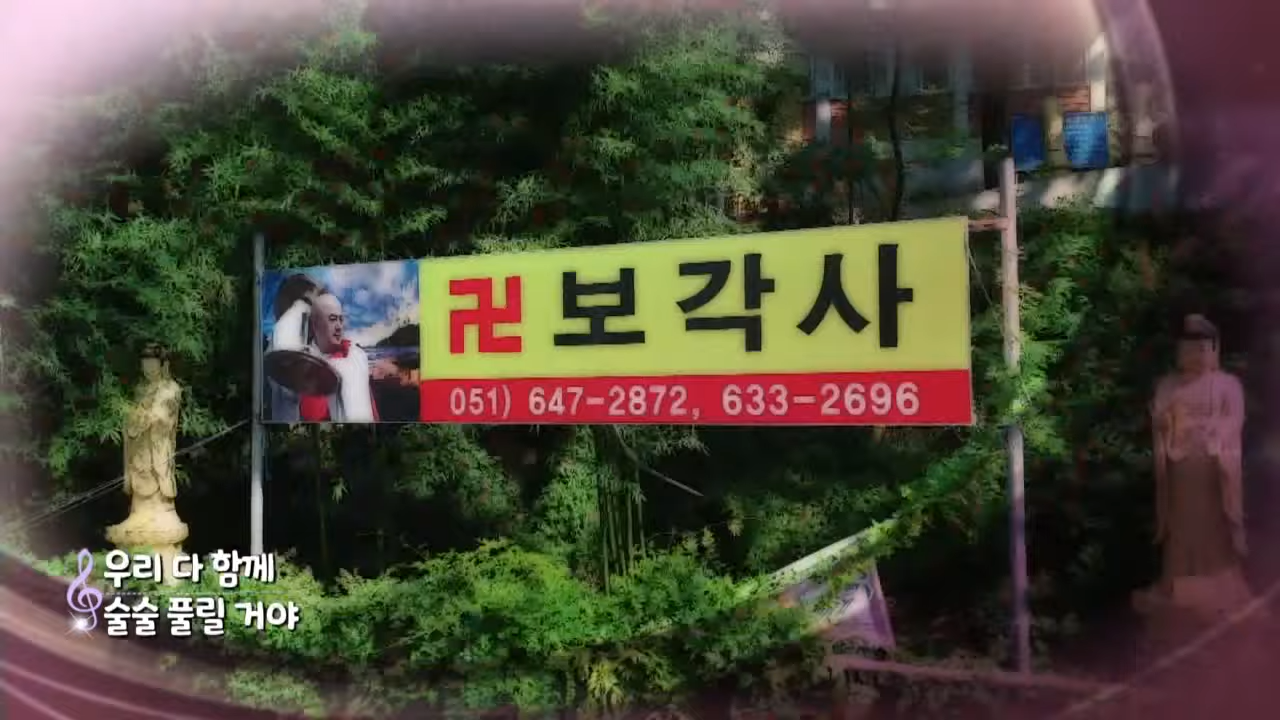 卍 보각사
051) 647-2872, 633-2696
우리 다 함께
술술 풀릴 거야